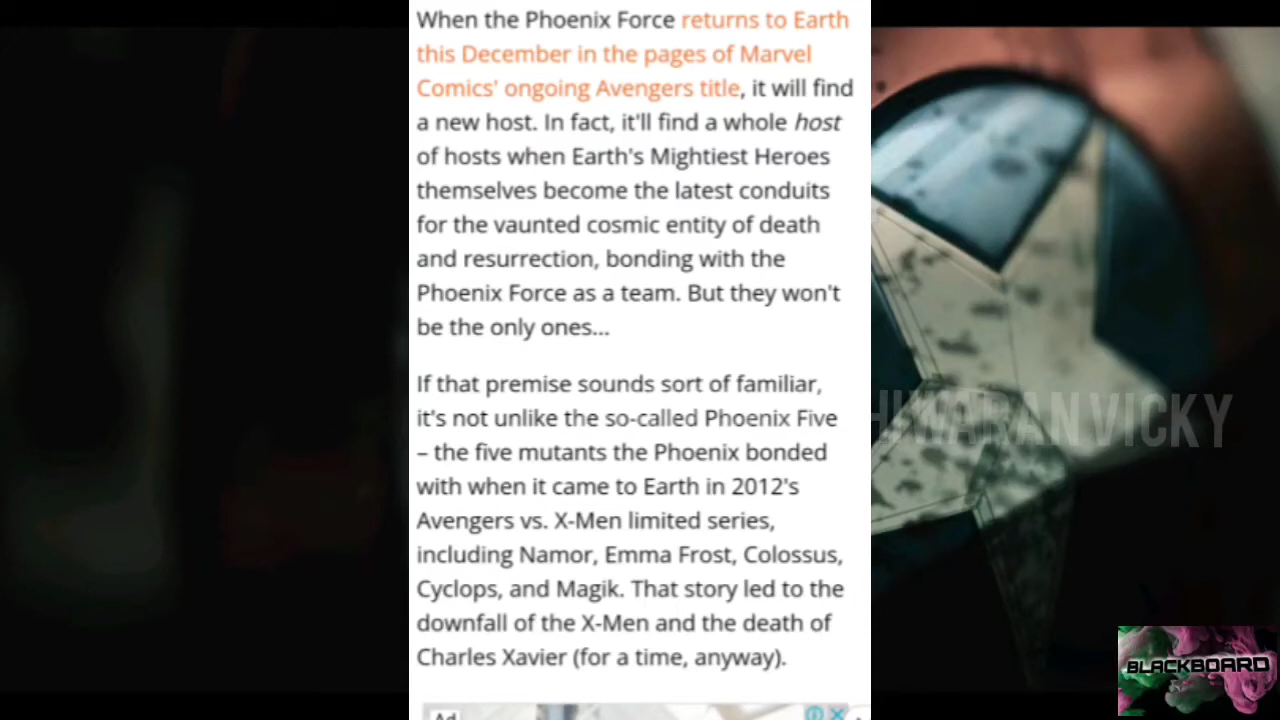 When the Phoenix Force returns to Earth
this December in the pages of Marvel
Comics' ongoing Avengers title, it will find
a new host. In fact, it'll find a whole host
of hosts when Earth's Mightiest Heroes
themselves become the latest conduits
for the vaunted cosmic entity of death
and resurrection, bonding with the
Phoenix Force as a team. But they won't
be the only ones...
If that premise sounds sort of familiar,
it's not unlike the so-called Phoenix Five
– the five mutants the Phoenix bonded
with when it came to Earth in 2012's
Avengers vs. X-Men limited series,
including Namor, Emma Frost, Colossus,
Cyclops, and Magik. That story led to the
downfall of the X-Men and the death of
Charles Xavier (for a time, anyway).
Ad
VICKY
BLACKBOARD